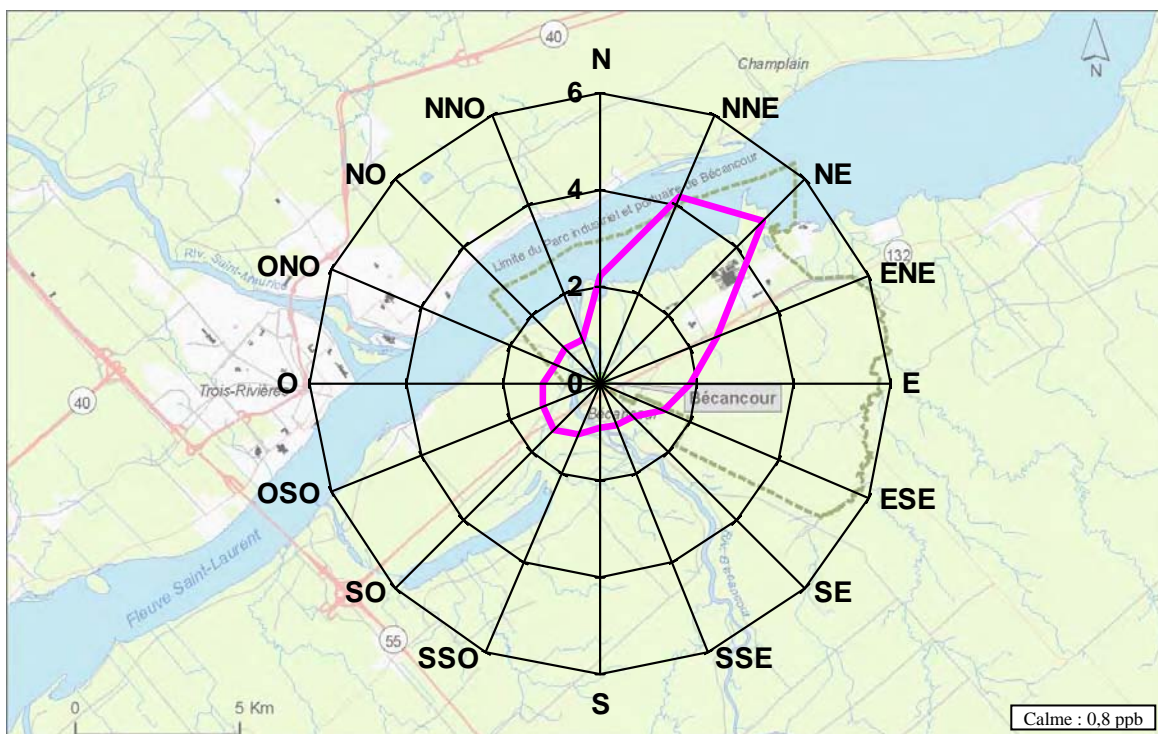 40
N
Champlain
N
6
NNO
NNE
NO
NE
4
Limite du Parc industriel et portuaire de Bécancour
Riv. Saint-Maurice
132
ONO
ENE
2
Trois-Rivières
O
0
E
40
Bécancour
Bécancour
OSO
ESE
Fleuve Saint-Laurent
Riv. Bécancour
SO
SE
55
SSO
SSE
S
0
5 Km
Calme : 0,8 ppb